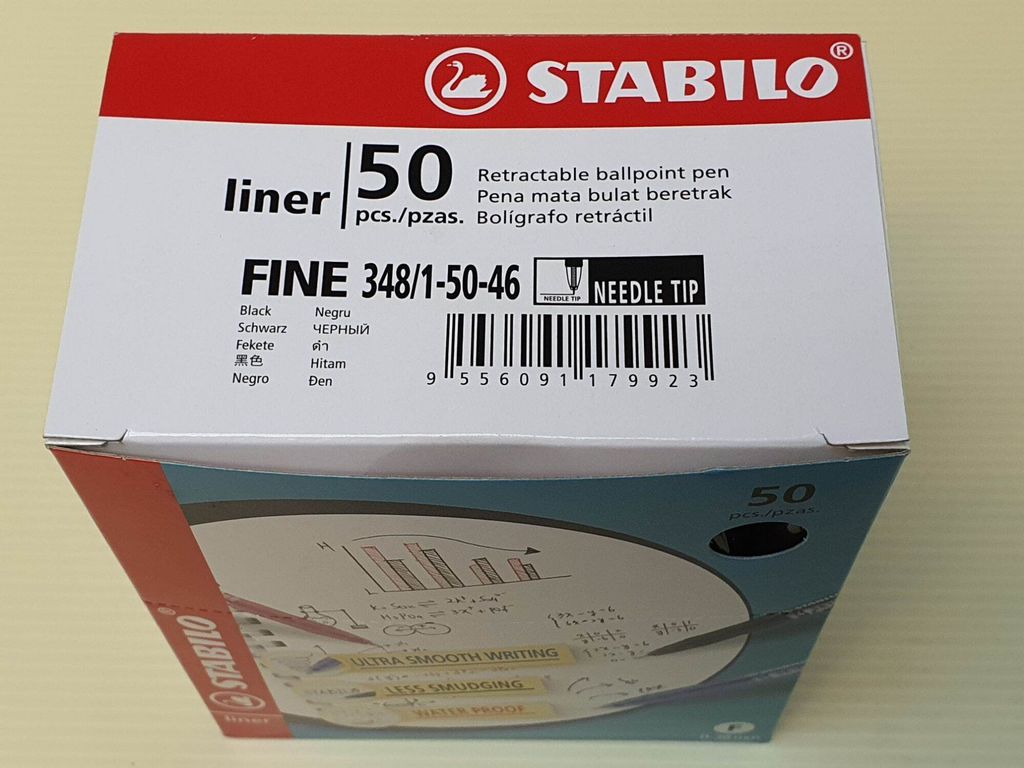 STABILO®
liner
50
pcs./pzas.
Retractable ballpoint pen
Pena mata bulat beretrak
Bolígrafo retráctil
FINE 348/1-50-46
NEEDLE TIP
NEEDLE TIP
Black
Schwarz
Fekete
黑色
Negro
Negru
ЧЕРНЫЙ
ดำ
Hitam
Đen
9 556091 179923
50
pcs./pzas.
ULTRA SMOOTH WRITING
STABILO
LESS SMUDGING
WATER PROOF
STABILO®
liner
F